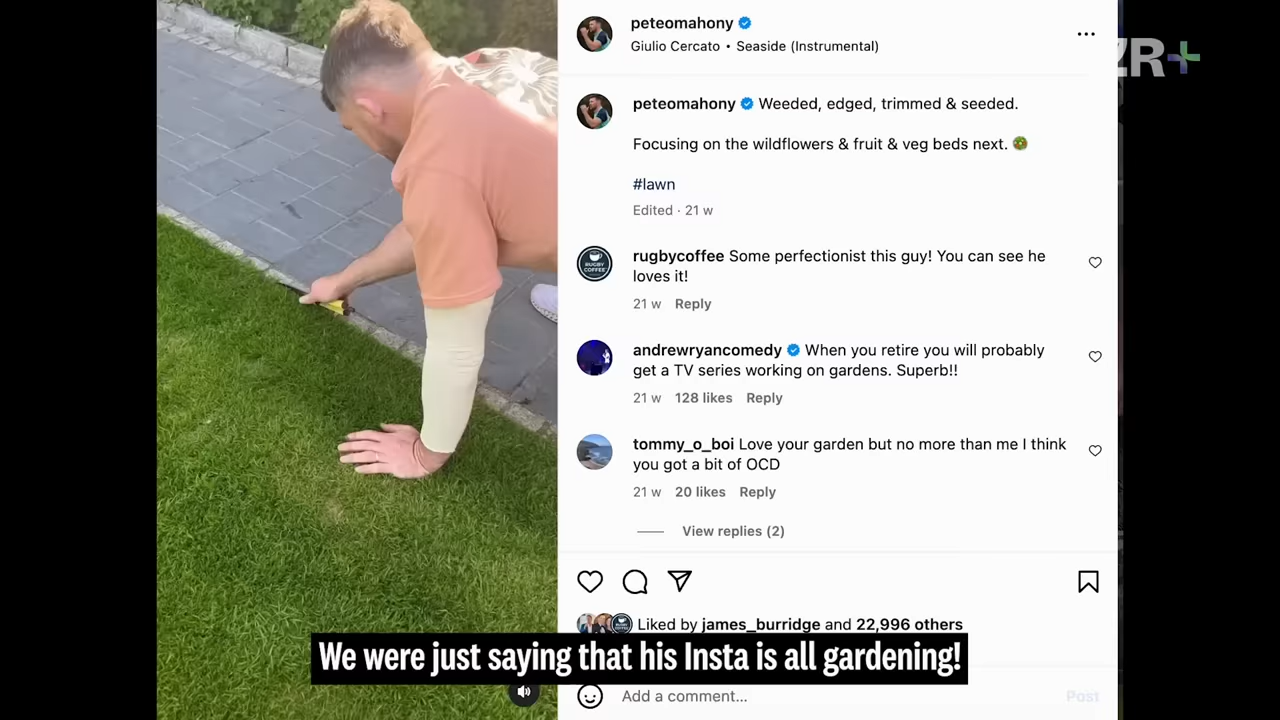 peteomahony
Giulio Cercato • Seaside (Instrumental)
ZR+
peteomahony Weeded, edged, trimmed & seeded.
Focusing on the wildflowers & fruit & veg beds next.
#lawn
Edited · 21 w
RUGBY COFFEE
rugbycoffee Some perfectionist this guy! You can see he
loves it!
21 w Reply
andrewryancomedy When you retire you will probably
get a TV series working on gardens. Superb!!
21 w 128 likes Reply
tommy_o_boi Love your garden but no more than me I think
you got a bit of OCD
21 w 20 likes Reply
View replies (2)
Liked by james_burridge and 22,996 others
We were just saying that his Insta is all gardening!
Add a comment...
Post